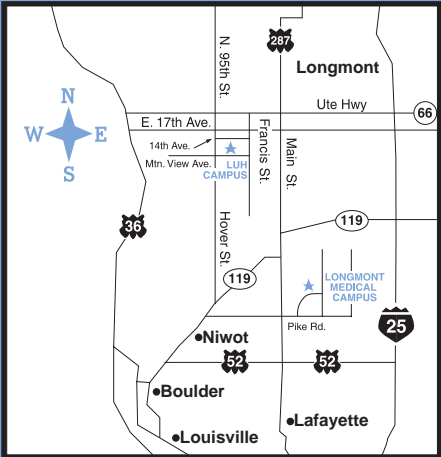 N. 95th St.
287
Longmont
Ute Hwy
66
N
W E
S
E. 17th Ave.
14th Ave.
Mtn. View Ave.
LUH
CAMPUS
Francis St.
Main St.
36
Hover St.
119
119
LONGMONT
MEDICAL
CAMPUS
Pike Rd.
25
Niwot
52
52
Boulder
Lafayette
Louisville